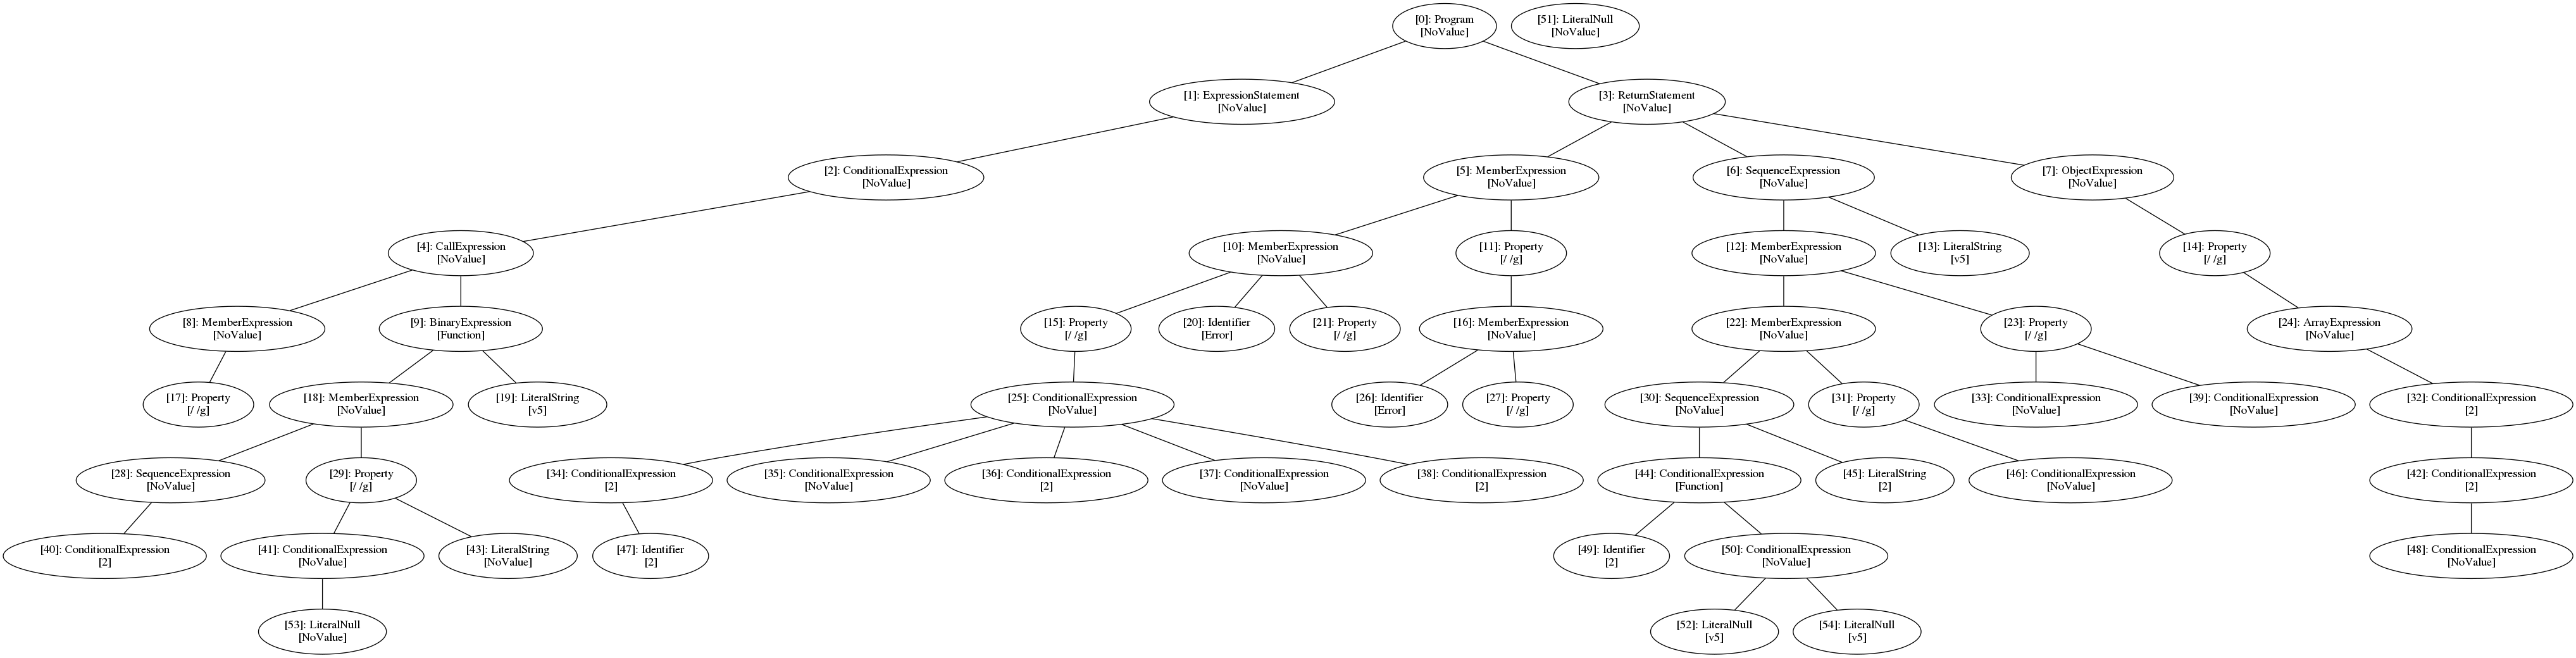 [0]: Program
[NoValue]
[51]: LiteralNull
[NoValue]
[1]: ExpressionStatement
[NoValue]
[3]: ReturnStatement
[NoValue]
[2]: ConditionalExpression
[NoValue]
[5]: MemberExpression
[NoValue]
[6]: SequenceExpression
[NoValue]
[7]: ObjectExpression
[NoValue]
[4]: CallExpression
[NoValue]
[10]: MemberExpression
[NoValue]
[11]: Property
[/ /g]
[12]: MemberExpression
[NoValue]
[13]: LiteralString
[v5]
[14]: Property
[/ /g]
[8]: MemberExpression
[NoValue]
[9]: BinaryExpression
[Function]
[15]: Property
[/ /g]
[20]: Identifier
[Error]
[21]: Property
[/ /g]
[16]: MemberExpression
[NoValue]
[22]: MemberExpression
[NoValue]
[23]: Property
[/ /g]
[24]: ArrayExpression
[NoValue]
[17]: Property
[/ /g]
[18]: MemberExpression
[NoValue]
[19]: LiteralString
[v5]
[25]: ConditionalExpression
[NoValue]
[26]: Identifier
[Error]
[27]: Property
[/ /g]
[30]: SequenceExpression
[NoValue]
[31]: Property
[/ /g]
[33]: ConditionalExpression
[NoValue]
[39]: ConditionalExpression
[NoValue]
[32]: ConditionalExpression
[2]
[28]: SequenceExpression
[NoValue]
[29]: Property
[/ /g]
[34]: ConditionalExpression
[2]
[35]: ConditionalExpression
[NoValue]
[36]: ConditionalExpression
[2]
[37]: ConditionalExpression
[NoValue]
[38]: ConditionalExpression
[2]
[44]: ConditionalExpression
[Function]
[45]: LiteralString
[2]
[46]: ConditionalExpression
[NoValue]
[42]: ConditionalExpression
[2]
[40]: ConditionalExpression
[2]
[41]: ConditionalExpression
[NoValue]
[43]: LiteralString
[NoValue]
[47]: Identifier
[2]
[49]: Identifier
[2]
[50]: ConditionalExpression
[NoValue]
[48]: ConditionalExpression
[NoValue]
[53]: LiteralNull
[NoValue]
[52]: LiteralNull
[v5]
[54]: LiteralNull
[v5]